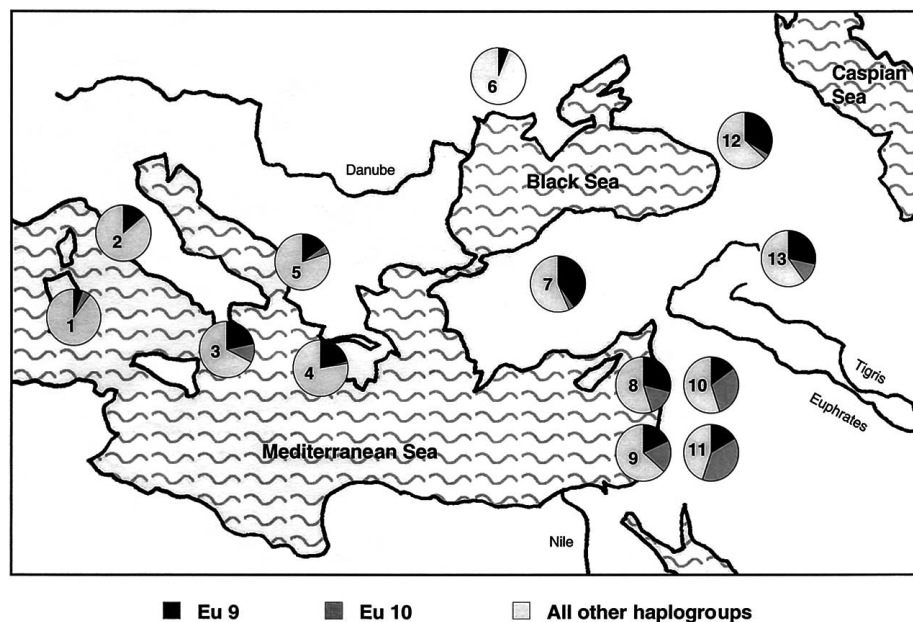 Caspian
Sea
6
12
Danube
Black Sea
2
5
13
7
1
3
4
8
10
Tigris
Euphrates
Mediterranean Sea
9
11
Nile
Eu 9
Eu 10
All other haplogroups